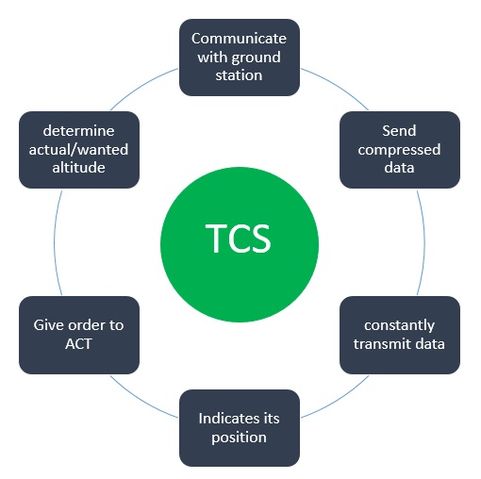 Communicate
with ground
station
Send
compressed
data
constantly
transmit data
Indicates its
position
Give order to
ACT
determine
actual/wanted
altitude
TCS